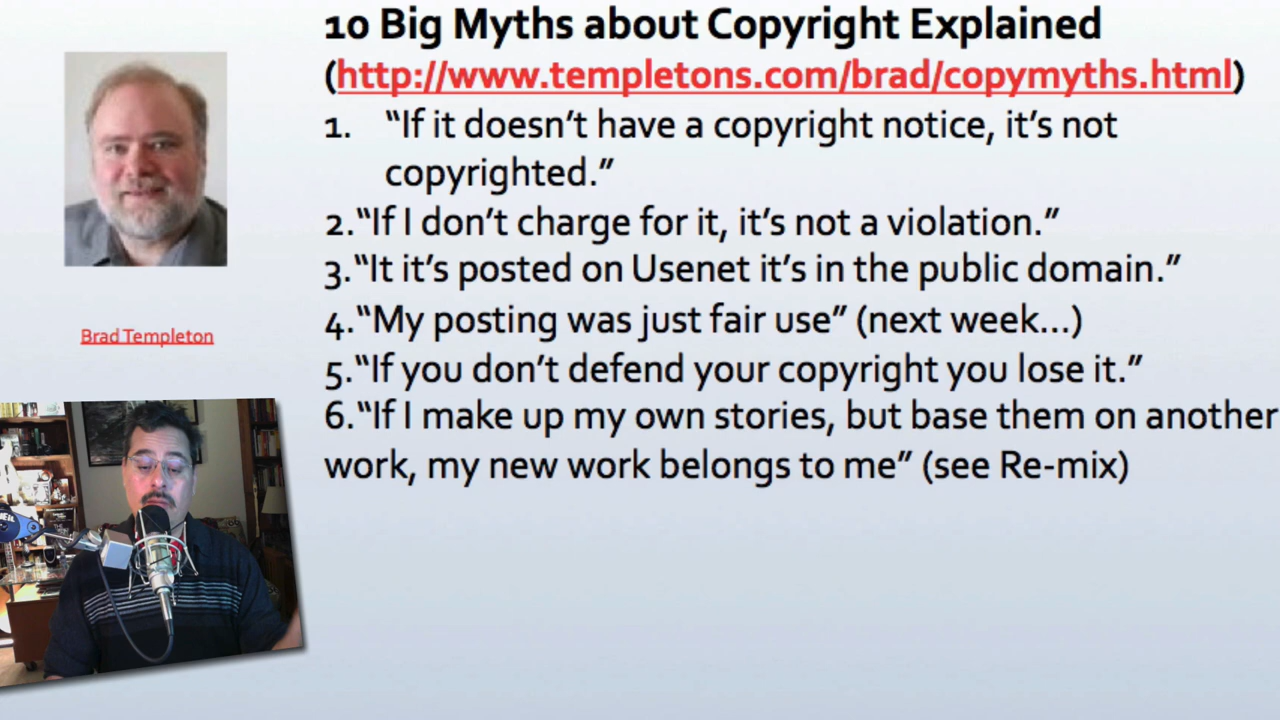 10 Big Myths about Copyright Explained
(http://www.templetons.com/brad/copymyths.html)
1. “If it doesn’t have a copyright notice, it’s not
copyrighted.”
2.“If I don’t charge for it, it’s not a violation.”
3.“It it’s posted on Usenet it’s in the public domain.”
4.“My posting was just fair use” (next week...)
5.“If you don’t defend your copyright you lose it.”
6.“If I make up my own stories, but base them on another
work, my new work belongs to me” (see Re-mix)
Brad Templeton